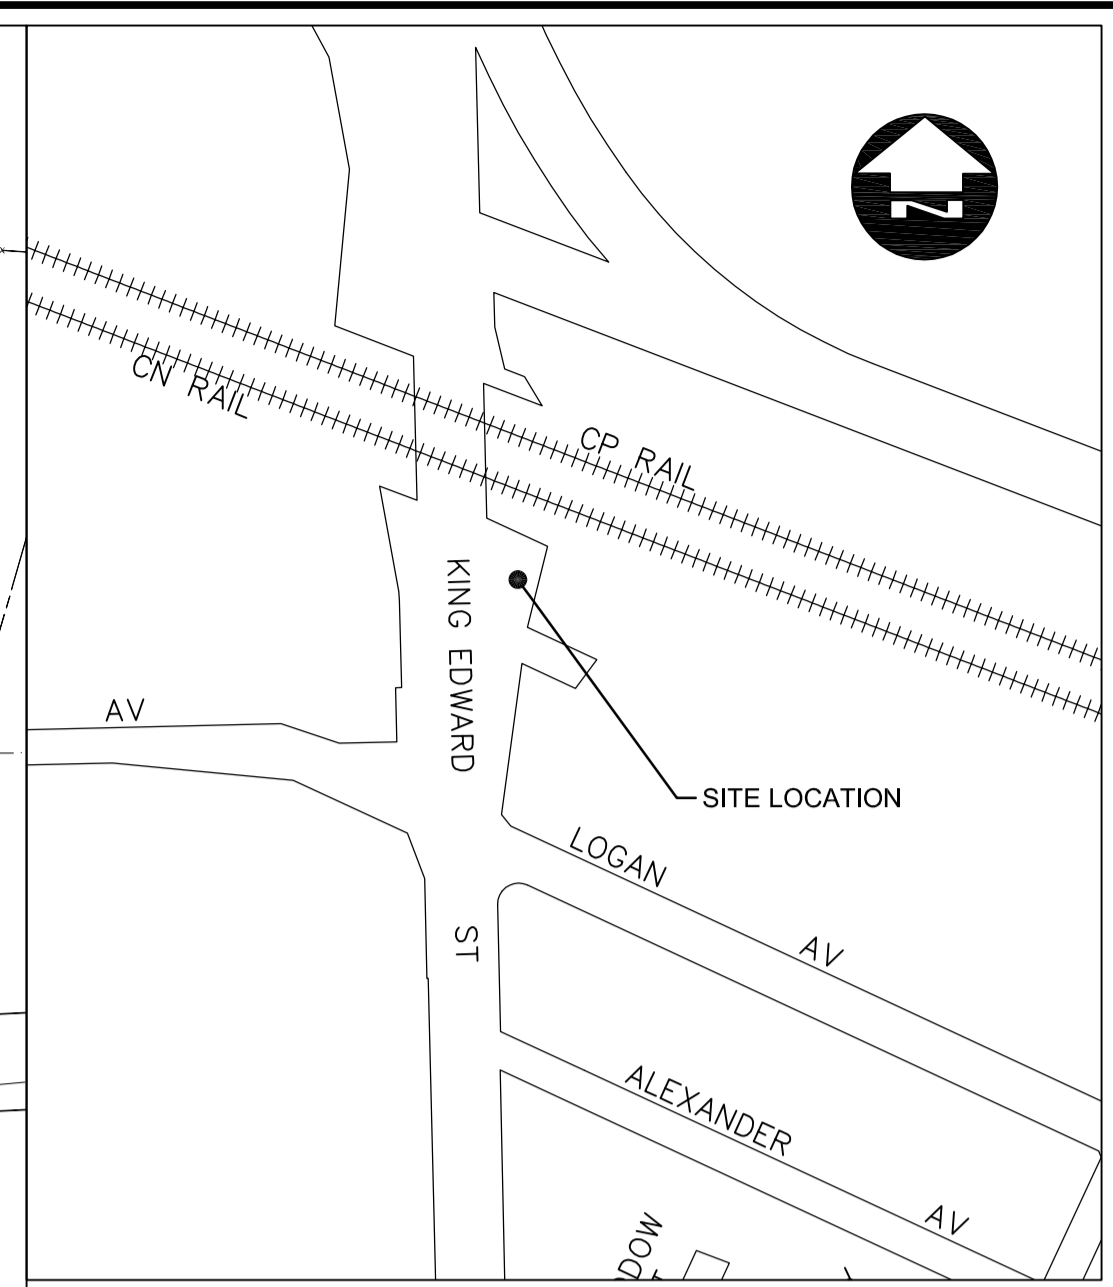 N
CN RAIL
CP RAIL
KING EDWARD
ST
AV
SITE LOCATION
LOGAN
AV
ALEXANDER
AV